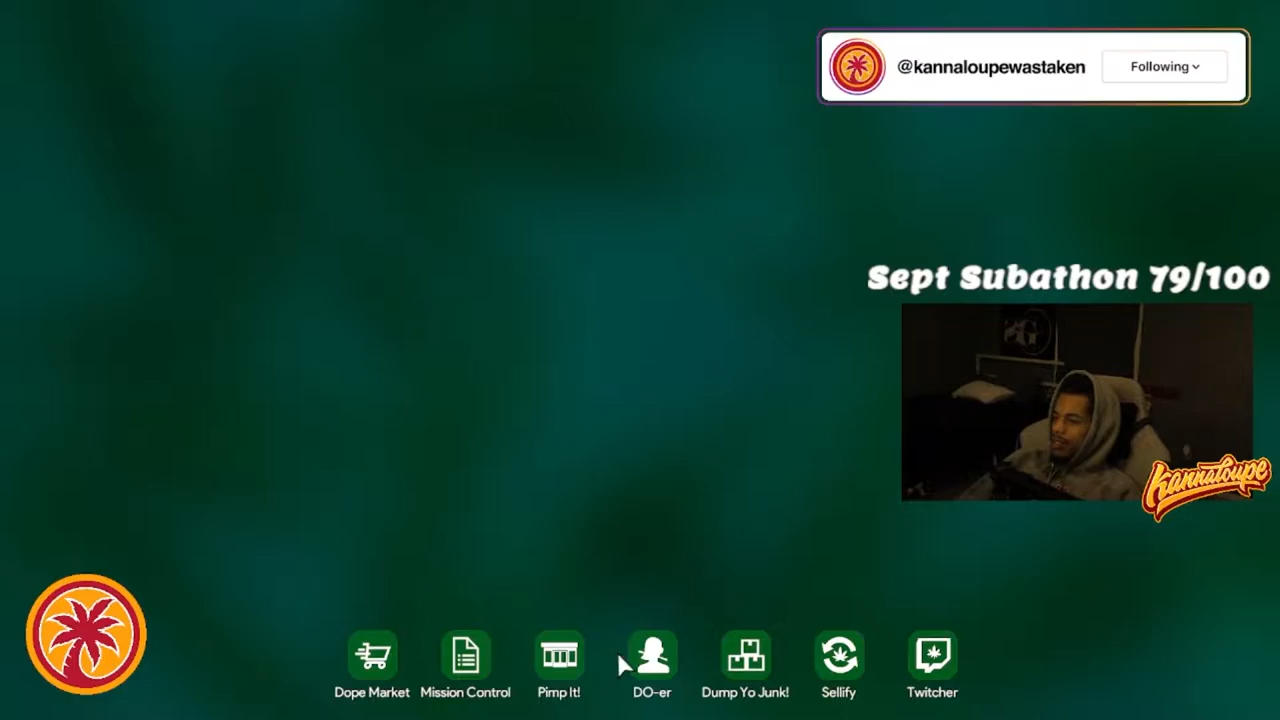 @kannaloupewastaken
Following
Sept Subathon 79/100
Kannaloupe
Dope Market
Mission Control
Pimp It!
DO-er
Dump Yo Junk!
Sellify
Twitcher